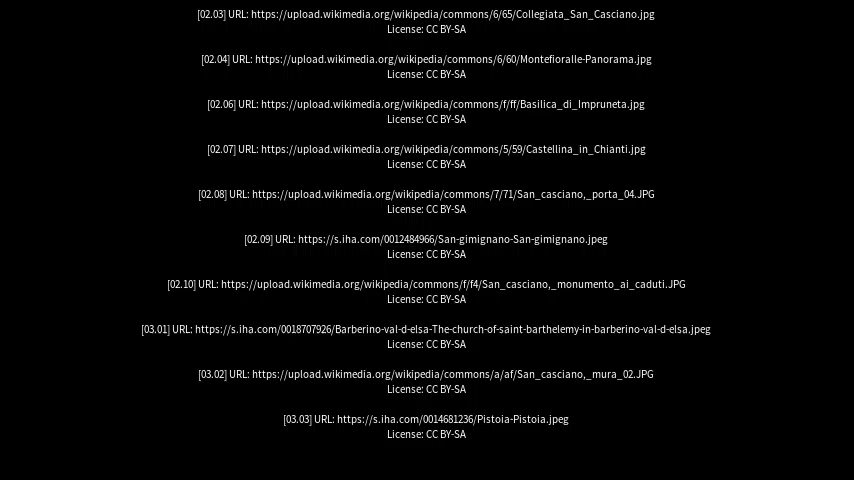 [02.03] URL: https://upload.wikimedia.org/wikipedia/commons/6/65/Collegiata_San_Casciano.jpg
License: CC BY-SA
[02.04] URL: https://upload.wikimedia.org/wikipedia/commons/6/60/Montefioralle-Panorama.jpg
License: CC BY-SA
[02.06] URL: https://upload.wikimedia.org/wikipedia/commons/f/ff/Basilica_di_Impruneta.jpg
License: CC BY-SA
[02.07] URL: https://upload.wikimedia.org/wikipedia/commons/5/59/Castellina_in_Chianti.jpg
License: CC BY-SA
[02.08] URL: https://upload.wikimedia.org/wikipedia/commons/7/71/San_casciano,_porta_04.JPG
License: CC BY-SA
[02.09] URL: https://s.iha.com/0012484966/San-gimignano-San-gimignano.jpeg
License: CC BY-SA
[02.10] URL: https://upload.wikimedia.org/wikipedia/commons/f/f4/San_casciano,_monumento_ai_caduti.JPG
License: CC BY-SA
[03.01] URL: https://s.iha.com/0018707926/Barberino-val-d-elsa-The-church-of-saint-barthelemy-in-barberino-val-d-elsa.jpeg
License: CC BY-SA
[03.02] URL: https://upload.wikimedia.org/wikipedia/commons/a/af/San_casciano,_mura_02.JPG
License: CC BY-SA
[03.03] URL: https://s.iha.com/0014681236/Pistoia-Pistoia.jpeg
License: CC BY-SA